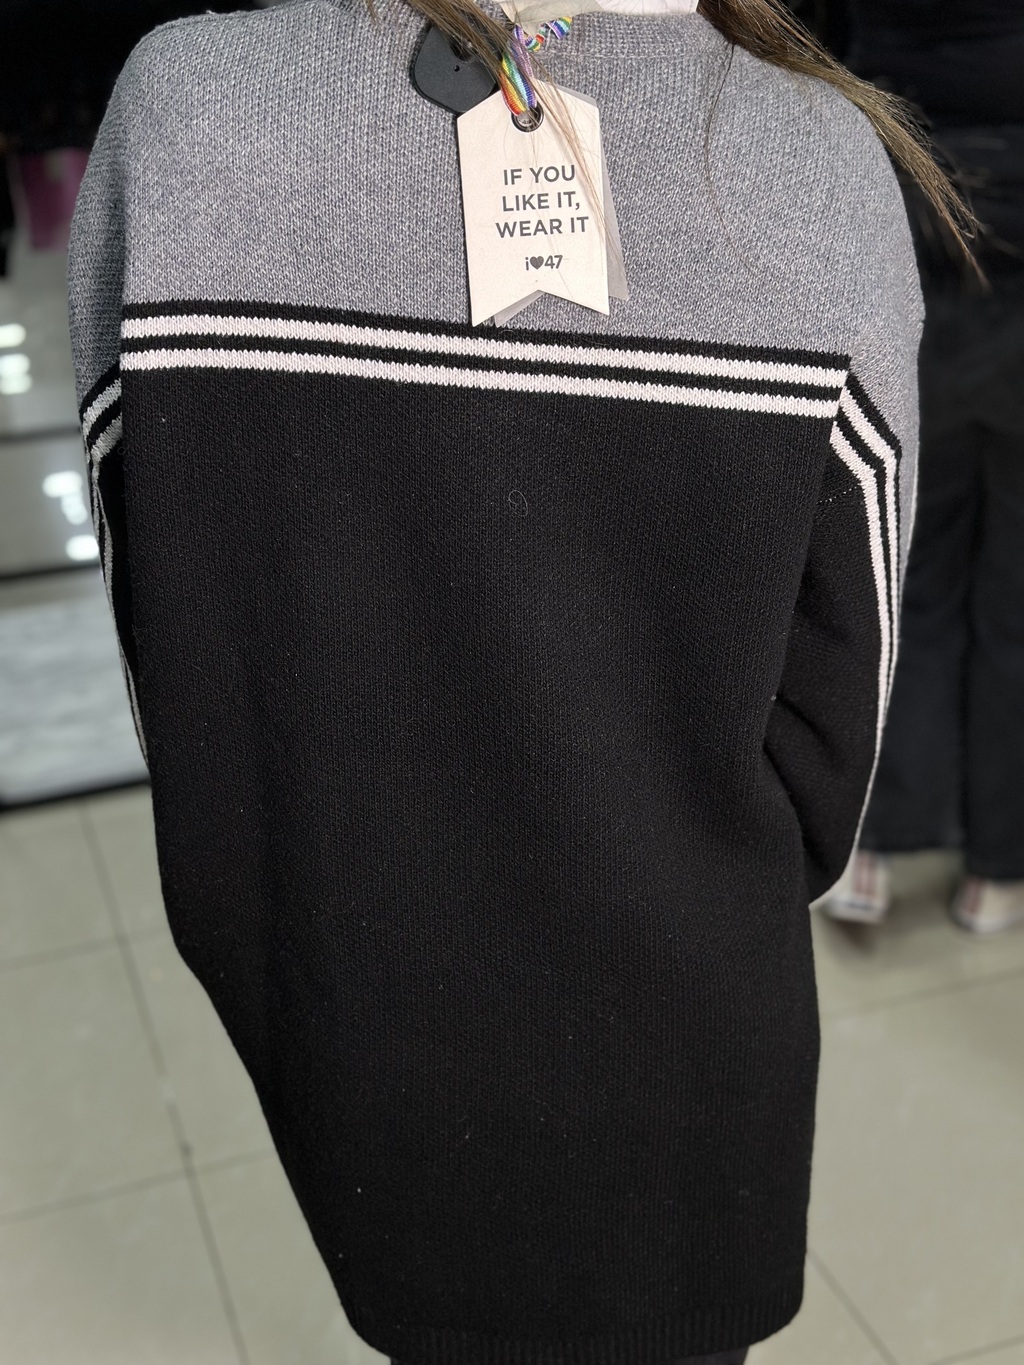 IF YOU
LIKE IT,
WEAR IT
i♥47